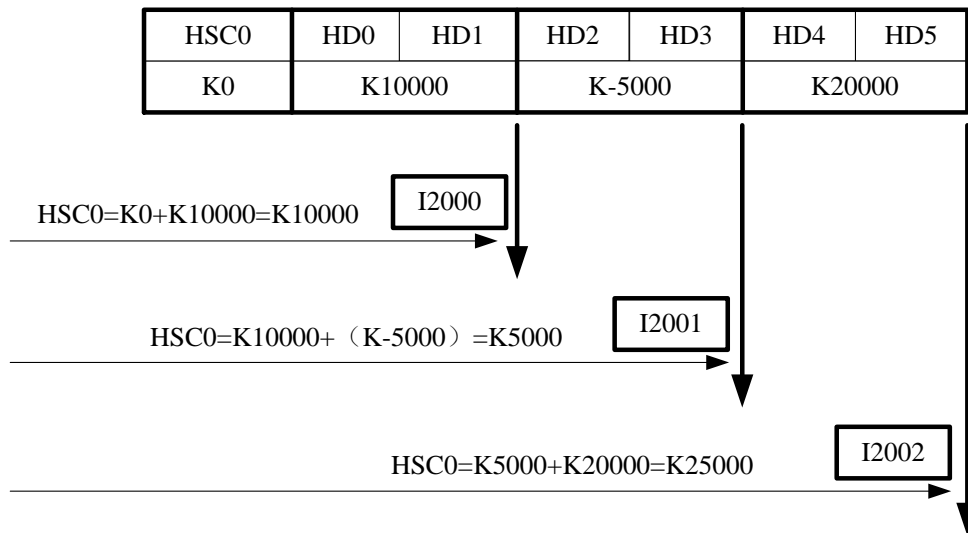 HSC0 HD0 HD1 HD2 HD3 HD4 HD5
K0 K10000 K-5000 K20000
I2000
HSC0=K0+K10000=K10000
I2001
HSC0=K10000+（K-5000）=K5000
I2002
HSC0=K5000+K20000=K25000